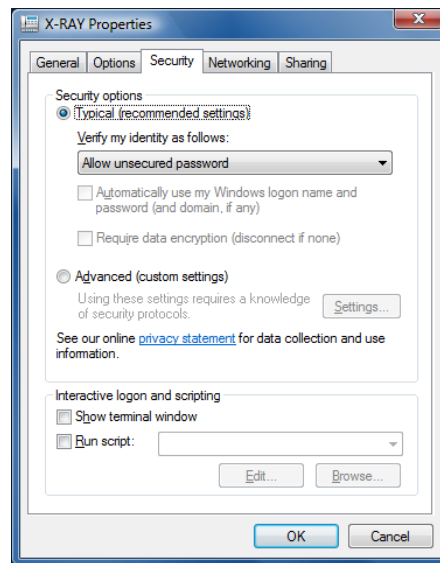 X-RAY Properties
General Options Security Networking Sharing
Security options
Typical (recommended settings)
Verify my identity as follows:
Allow unsecured password
Automatically use my Windows logon name and
password (and domain, if any)
Require data encryption (disconnect if none)
Advanced (custom settings)
Using these settings requires a knowledge
of security protocols.
Settings...
See our online privacy statement for data collection and use
information.
Interactive logon and scripting
Show terminal window
Run script:
Edit... Browse...
OK Cancel